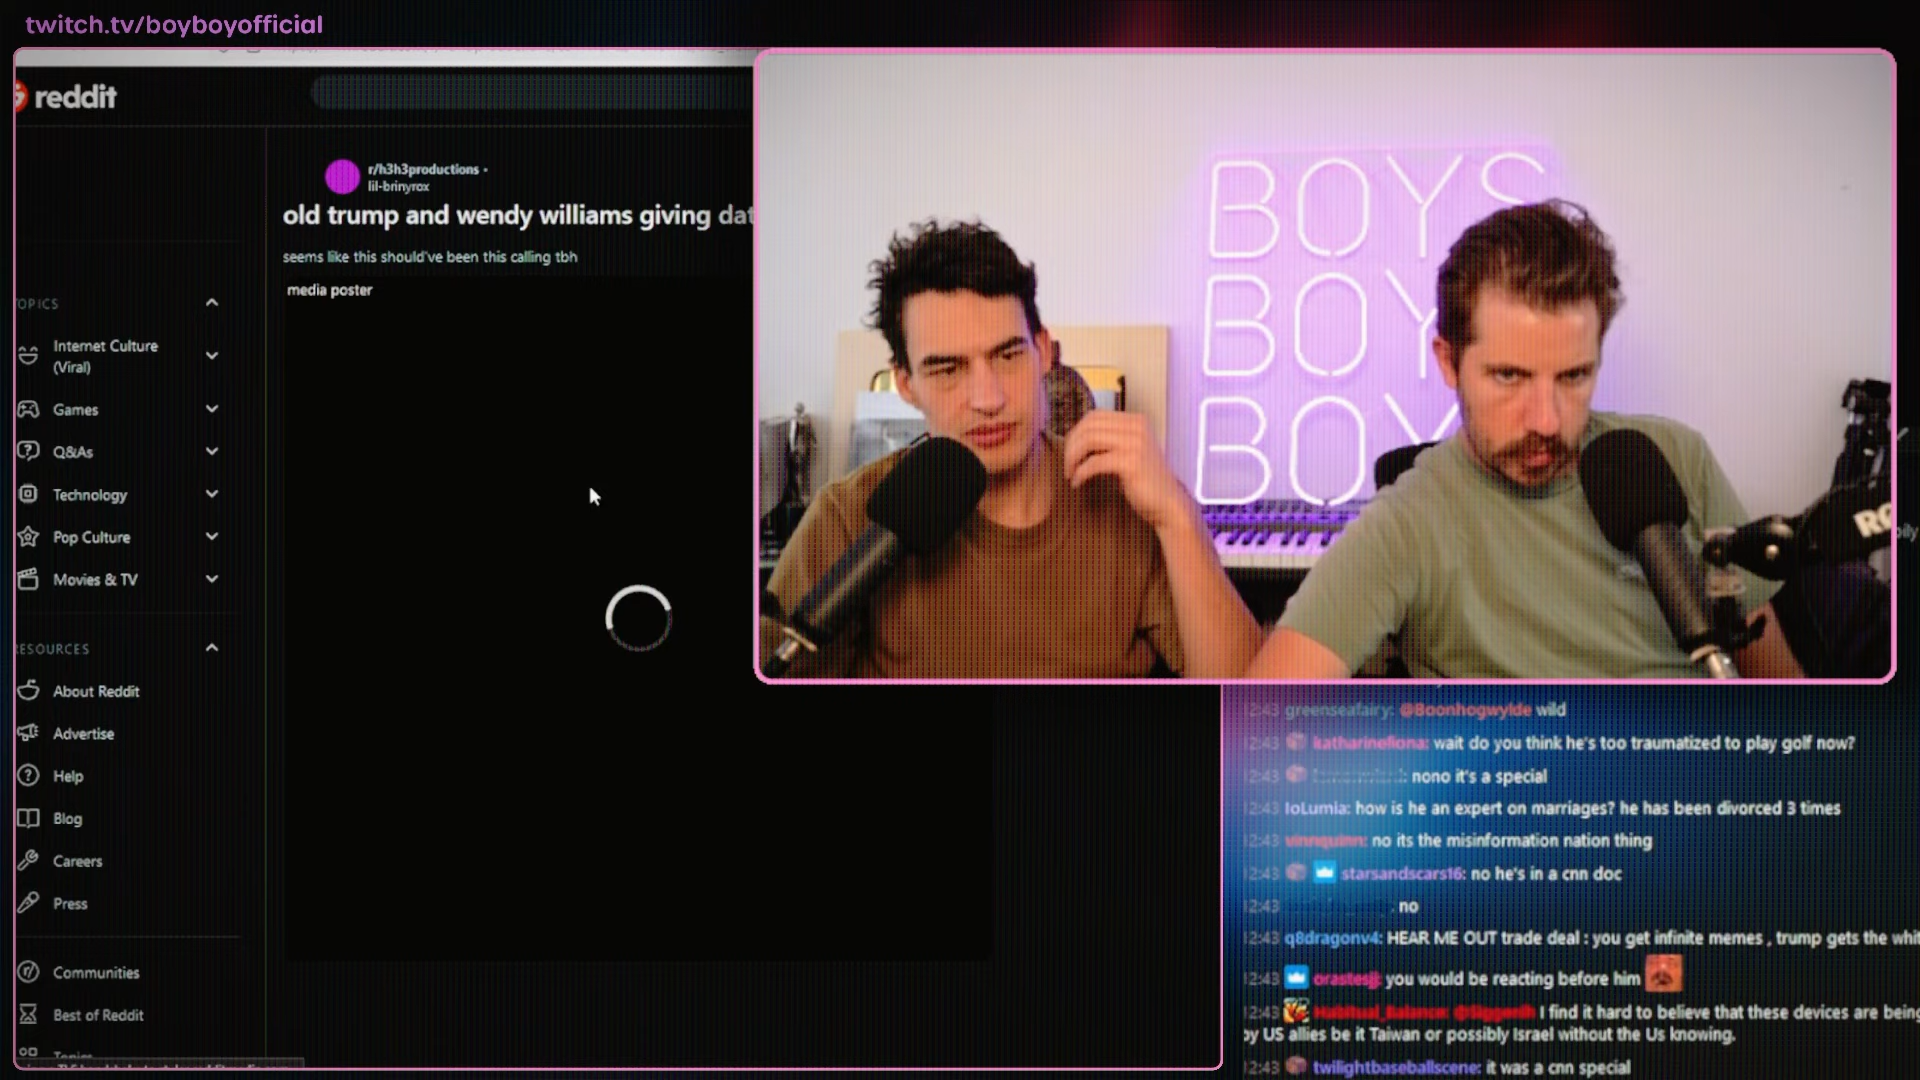 twitch.tv/boyboyofficial
reddit
r/h3h3productions •
lil-brinyrox
old trump and wendy williams giving dat
seems like this should've been this calling tbh
media poster
OPICS
Internet Culture
(Viral)
Games
Q&As
Technology
Pop Culture
Movies & TV
RESOURCES
About Reddit
Advertise
Help
Blog
Careers
Press
Communities
Best of Reddit
Topics
BOYS
BOY
BO
greenseafairy: @Boonhogwylde wild
12:43 katharinefiona: wait do you think he's too traumatized to play golf now?
12:43 nono it's a special
12:43 IoLumia: how is he an expert on marriages? he has been divorced 3 times
12:43 vinnquinn: no its the misinformation nation thing
12:43 starsandscars16: no he's in a cnn doc
12:43 no
q8dragonv4: HEAR ME OUT trade deal : you get infinite memes , trump gets the whit
12:43 orastesjj: you would be reacting before him
12:43 Habitual_Balance: I find it hard to believe that these devices are being
by US allies be it Taiwan or possibly Israel without the Us knowing.
12:43 twilightbaseballscene: it was a cnn special